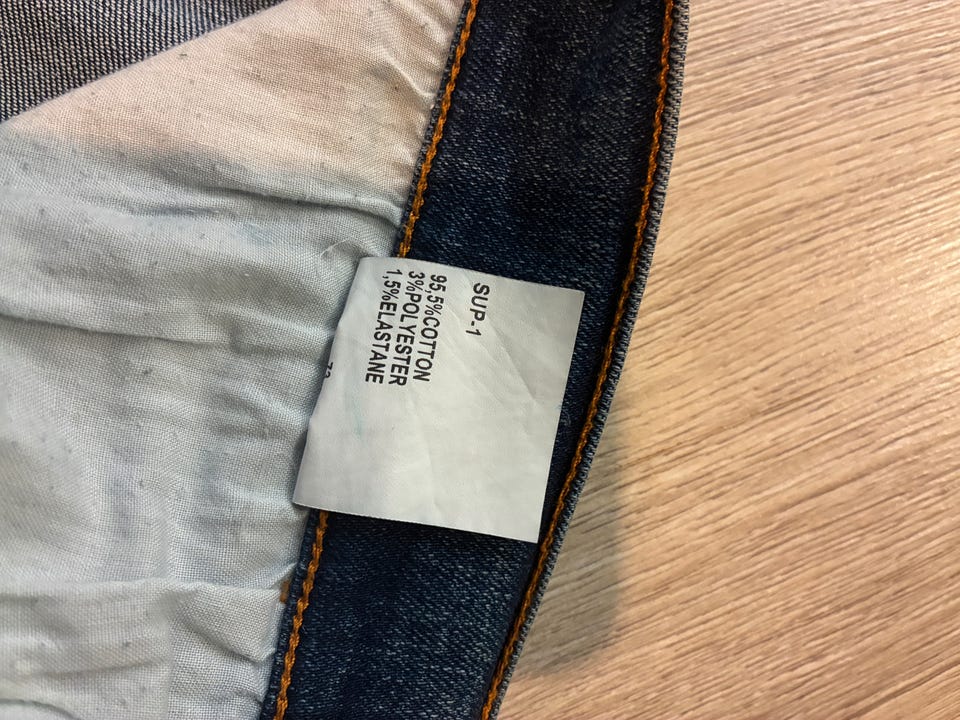 SUP-1
95,5%COTTON
3%POLYESTER
1,5%ELASTANE